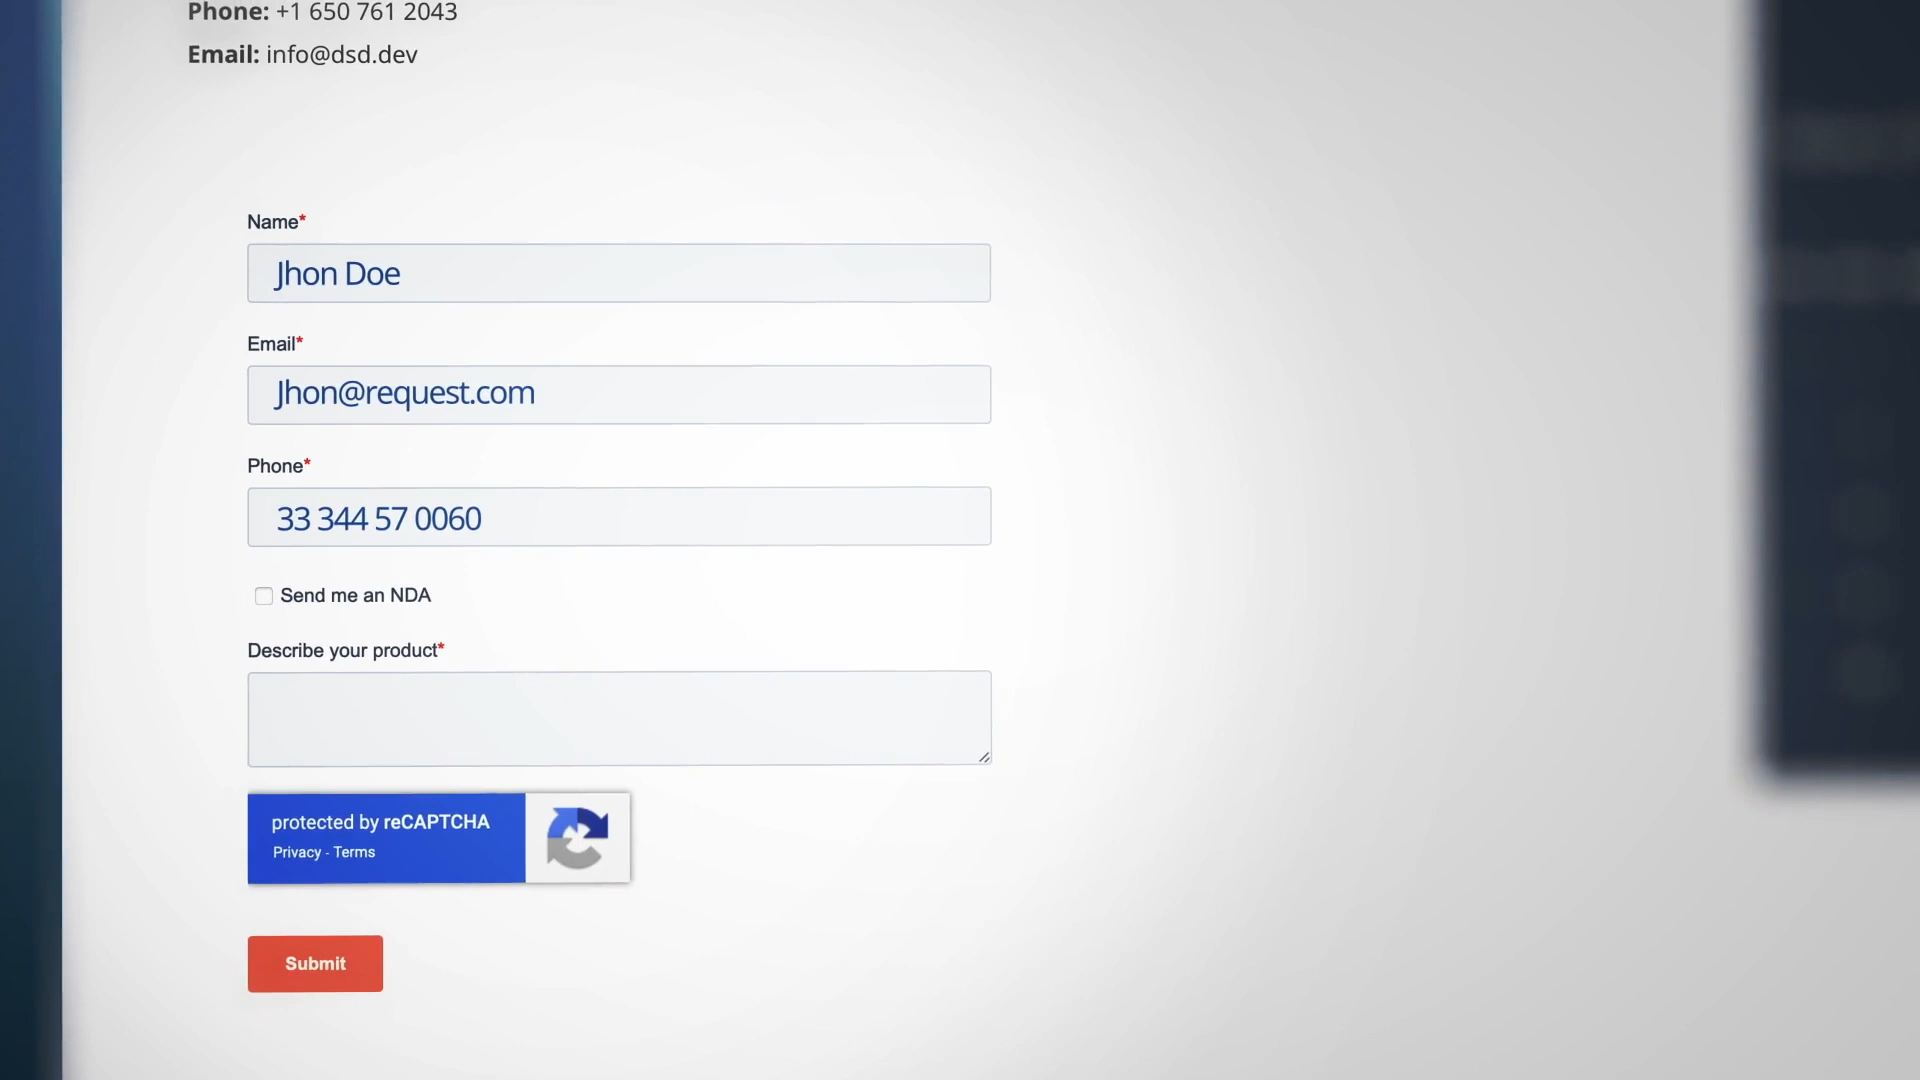 Phone: +1 650 761 2043
Email: info@dsd.dev
Name*
Jhon Doe
Email*
Jhon@request.com
Phone*
33 344 57 0060
Send me an NDA
Describe your product*
protected by reCAPTCHA
Privacy - Terms
Submit